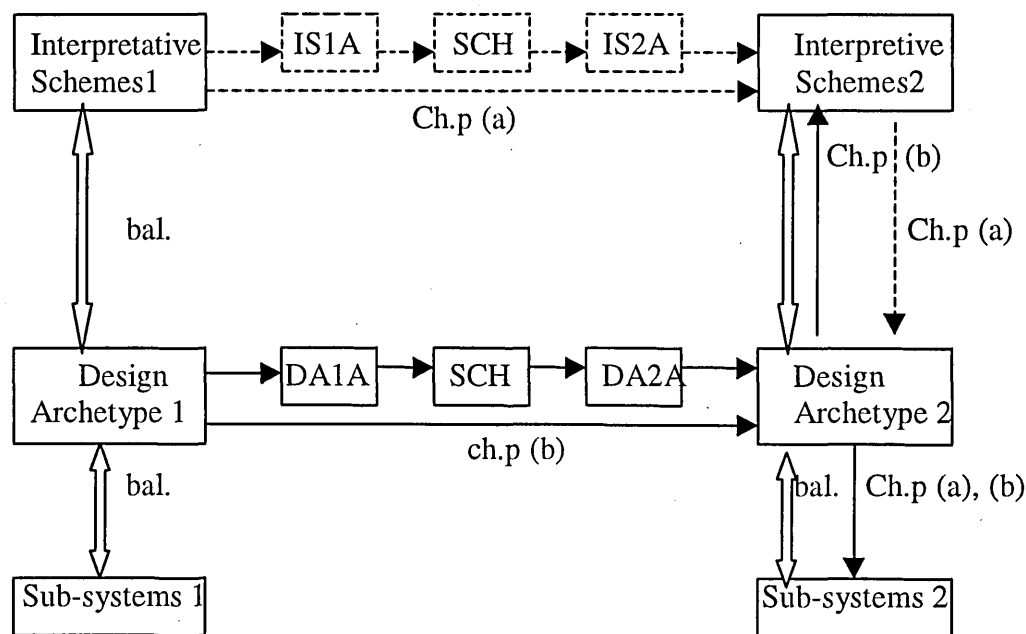 Interpretative
Schemes1
IS1A
SCH
IS2A
Interpretive
Schemes2
Ch.p (a)
Ch.p (b)
bal.
Ch.p (a)
Design
Archetype 1
DA1A
SCH
DA2A
Design
Archetype 2
ch.p (b)
bal.
bal.
Ch.p (a), (b)
Sub-systems 1
Sub-systems 2